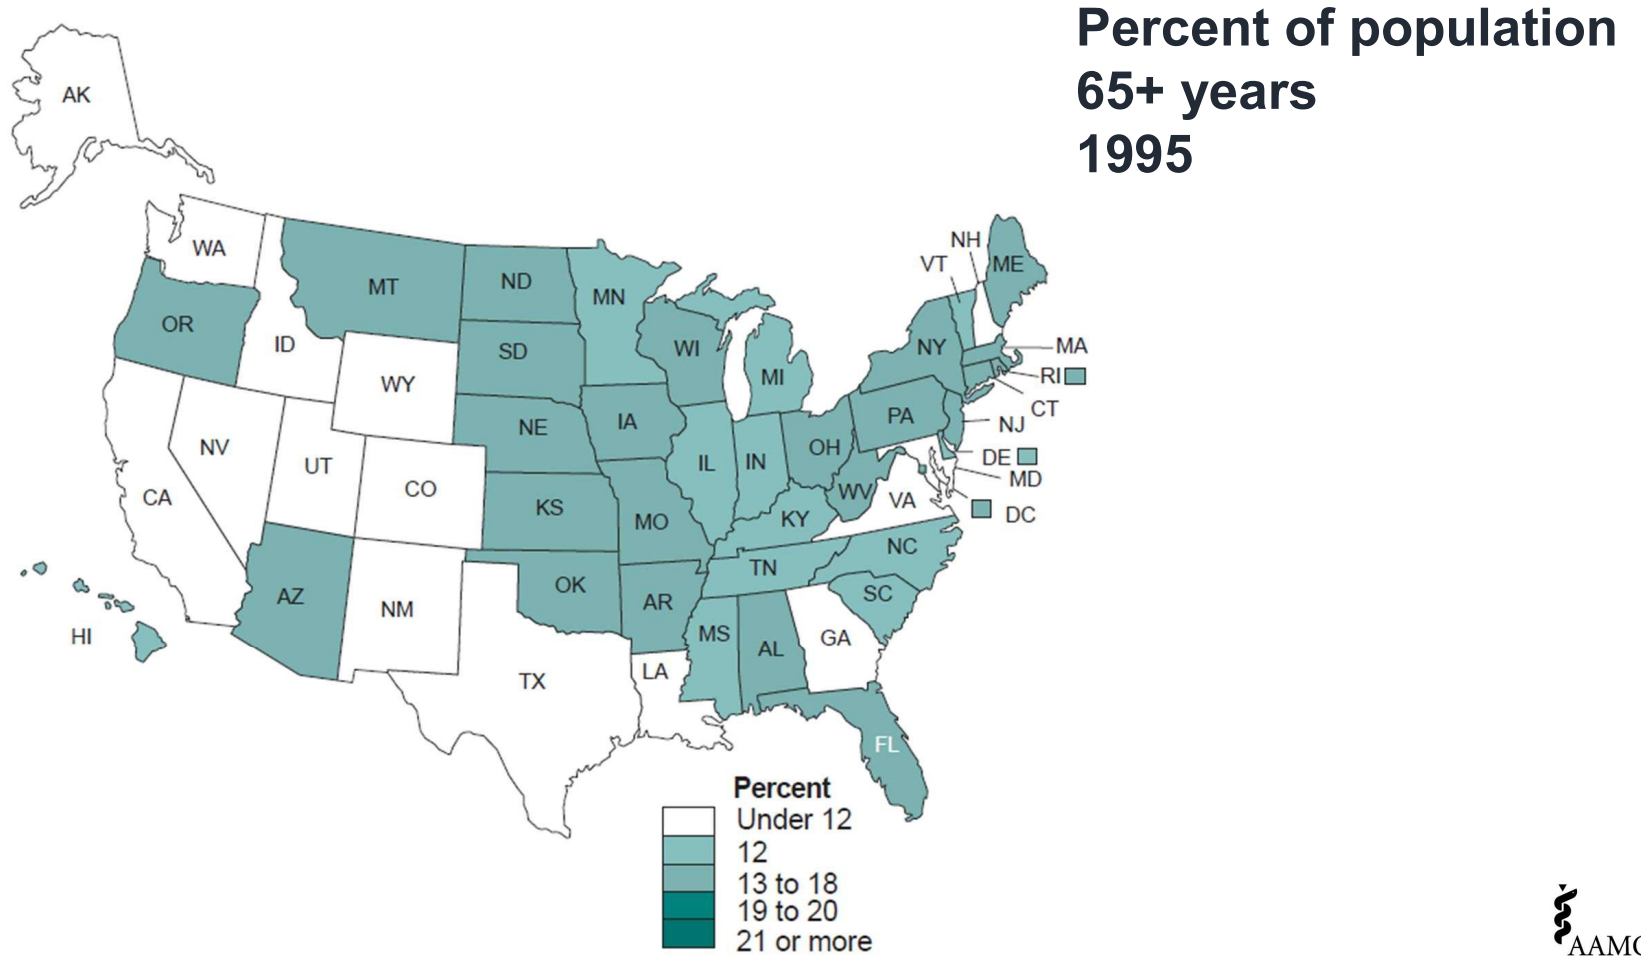 Percent of population
65+ years
1995
AK
WA
MT
ND
MN
OR
ID
SD
WI
MI
WY
NH
VT
ME
NY
MA
RI
CT
NJ
PA
DE
MD
DC
NV
UT
CO
CA
NE
IA
IL
IN
OH
WV
VA
KS
MO
KY
NC
TN
SC
AZ
NM
OK
AR
MS
AL
GA
HI
TX
LA
FL
Percent
Under 12
12
13 to 18
19 to 20
21 or more